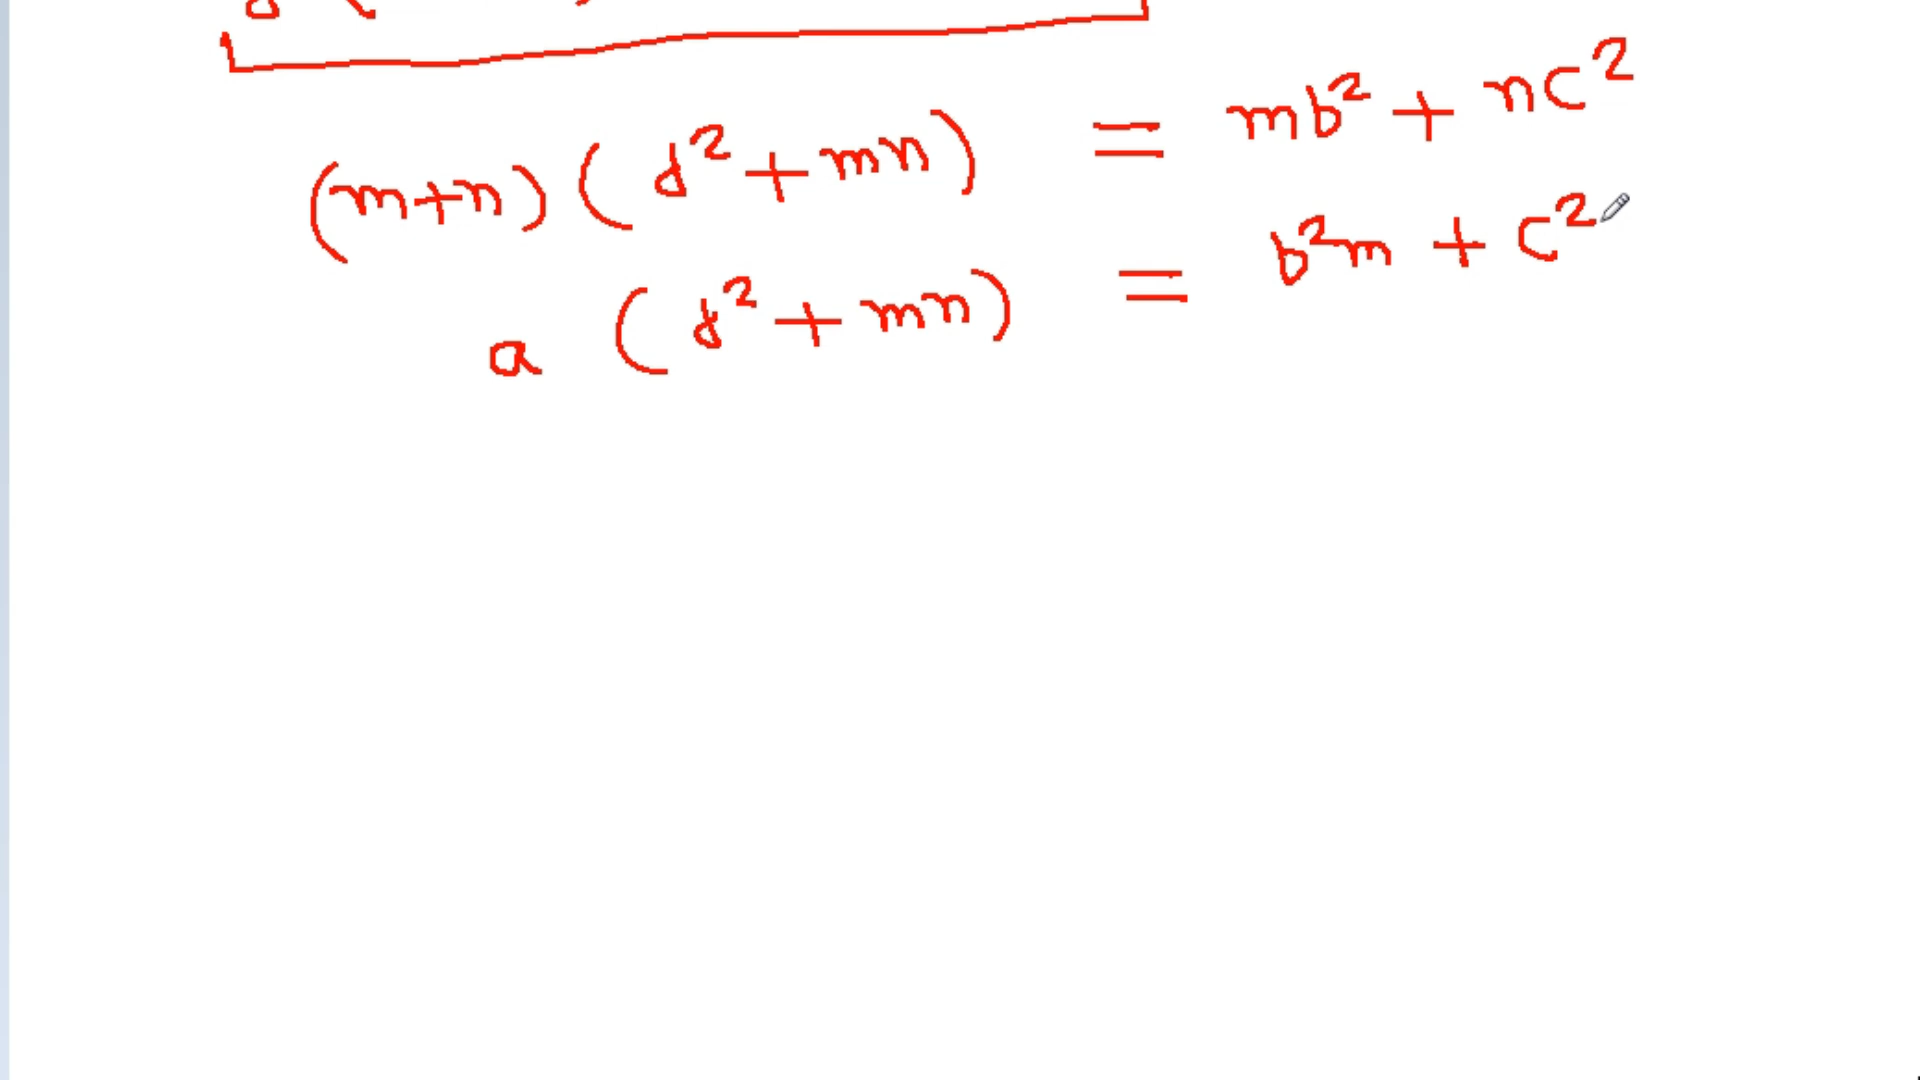 (m+n)(d²+mn) = mb² + nc²
a (d²+mn) = b²m + c²